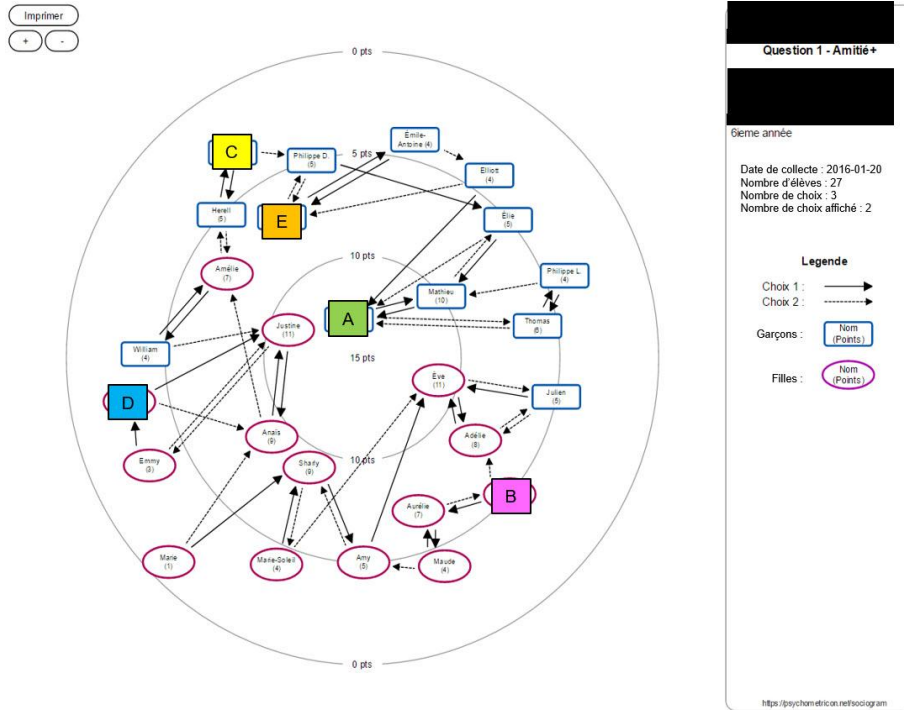 Imprimer
+ -
0 pts
Question 1 - Amitié+
6ieme année
Date de collecte : 2016-01-20
Nombre d'élèves : 27
Nombre de choix : 3
Nombre de choix affiché : 2
Legende
Choix 1 :
Choix 2 :
Garçons :
Nom
(Points)
Filles :
Nom
(Points)
C
Philippe D.
(5)
Émile-
Antoine (4)
5 pts
Elliott
(4)
Herell
(5)
E
Élie
(5)
Amélie
(7)
10 pts
Philippe L.
(4)
Mathieu
(10)
Justine
(11)
A
Thomas
(6)
William
(4)
15 pts
Ève
(11)
Julien
(5)
D
Anaïs
(9)
Adélie
(8)
Emmy
(3)
Sharly
(9)
10 pts
B
Aurélie
(7)
Marie
(1)
Marie-Soleil
(4)
Amy
(5)
Maude
(4)
0 pts
https://psychometricon.net/sociogram